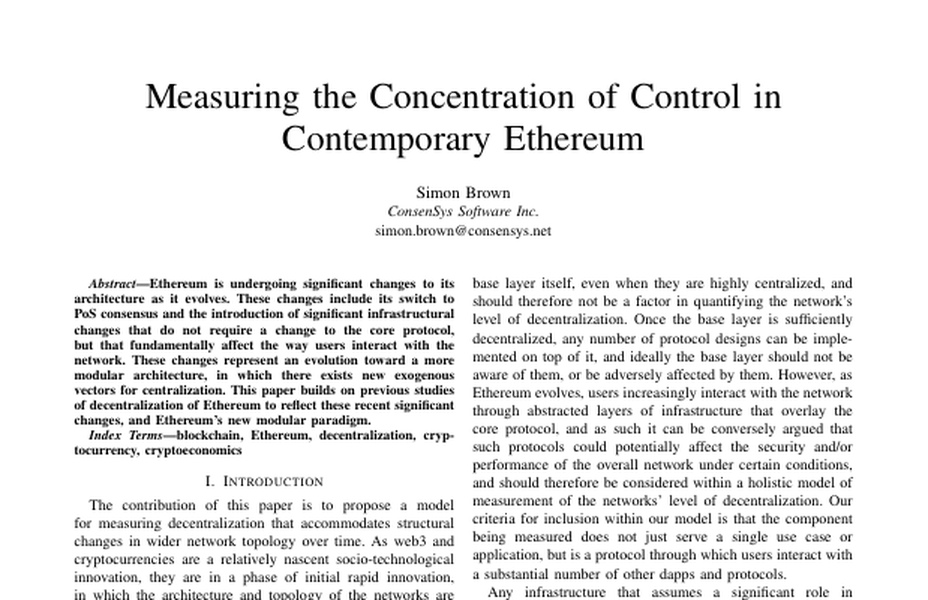 Measuring the Concentration of Control in
Contemporary Ethereum
Simon Brown
ConsenSys Software Inc.
simon.brown@consensys.net
Abstract—Ethereum is undergoing significant changes to its
architecture as it evolves. These changes include its switch to
PoS consensus and the introduction of significant infrastructural
changes that do not require a change to the core protocol,
but that fundamentally affect the way users interact with the
network. These changes represent an evolution toward a more
modular architecture, in which there exists new exogenous
vectors for centralization. This paper builds on previous studies
of decentralization of Ethereum to reflect these recent significant
changes, and Ethereum's new modular paradigm.
Index Terms—blockchain, Ethereum, decentralization, cryp-
tocurrency, cryptoeconomics
I. INTRODUCTION
The contribution of this paper is to propose a model
for measuring decentralization that accommodates structural
changes in wider network topology over time. As web3 and
cryptocurrencies are a relatively nascent socio-technological
innovation, they are in a phase of initial rapid innovation,
in which the architecture and topology of the networks are
base layer itself, even when they are highly centralized, and
should therefore not be a factor in quantifying the network's
level of decentralization. Once the base layer is sufficiently
decentralized, any number of protocol designs can be imple-
mented on top of it, and ideally the base layer should not be
aware of them, or be adversely affected by them. However, as
Ethereum evolves, users increasingly interact with the network
through abstracted layers of infrastructure that overlay the
core protocol, and as such it can be conversely argued that
such protocols could potentially affect the security and/or
performance of the overall network under certain conditions,
and should therefore be considered within a holistic model of
measurement of the networks' level of decentralization. Our
criteria for inclusion within our model is that the component
being measured does not just serve a single use case or
application, but is a protocol through which users interact with
a substantial number of other dapps and protocols.
Any infrastructure that assumes a significant role in